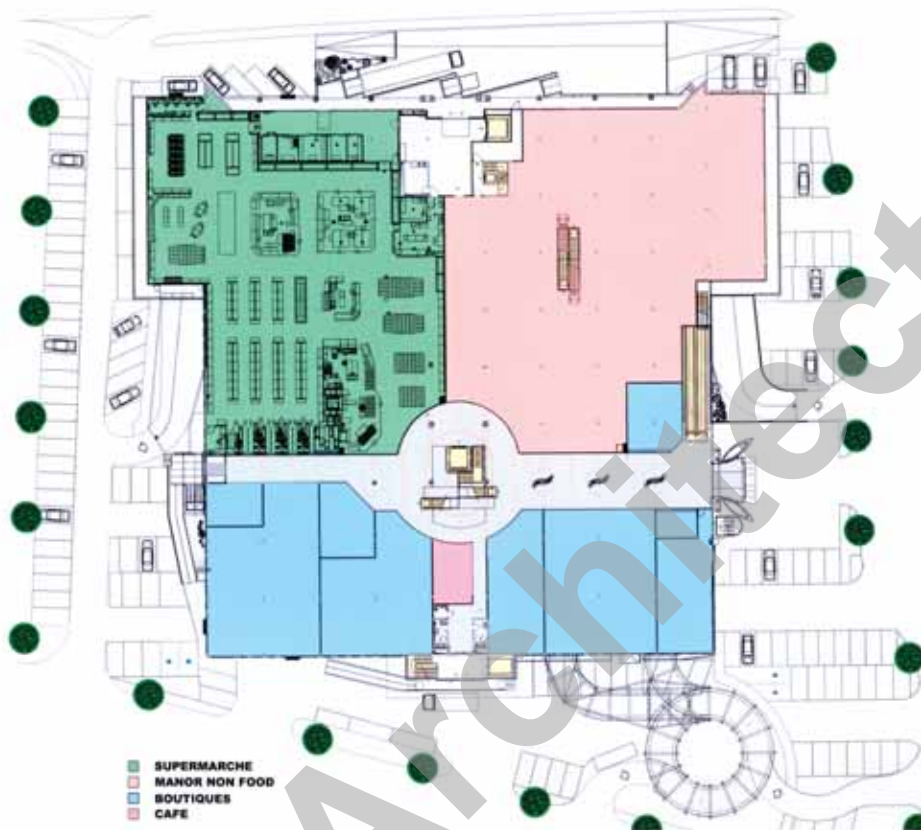 SUPERMARCHE
MANOR NON FOOD
BOUTIQUES
CAFE
Architect